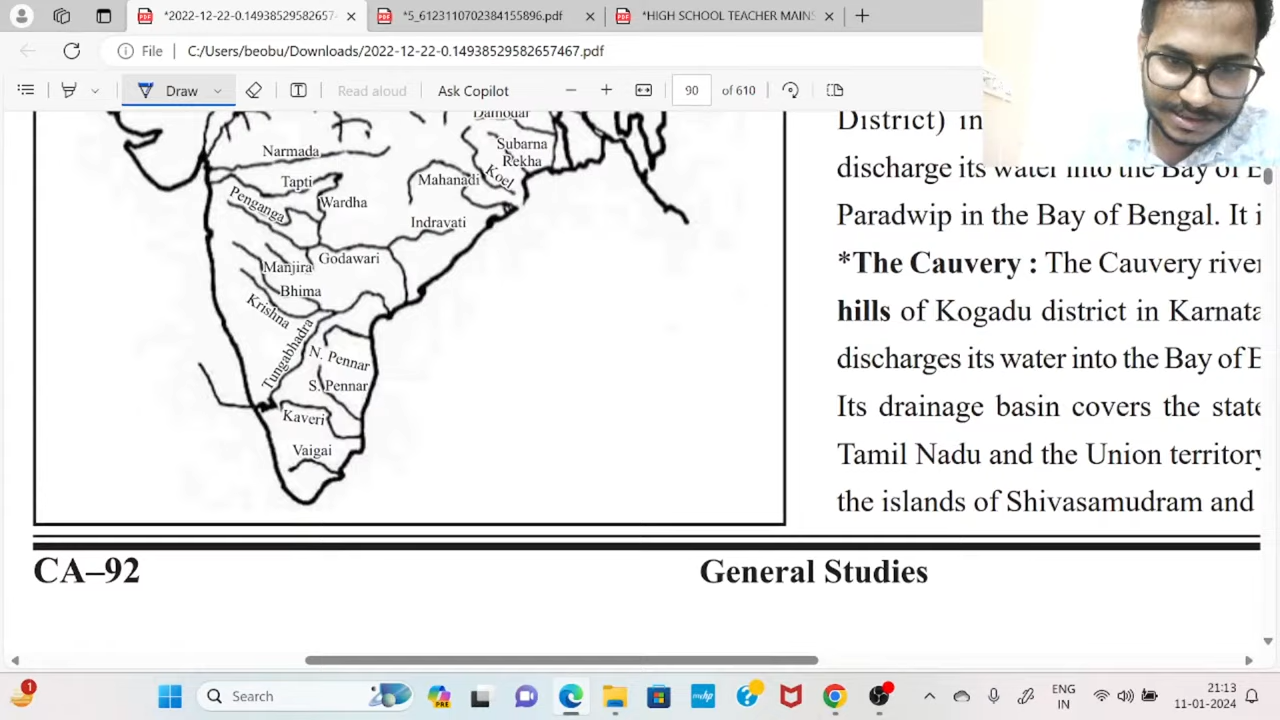 *2022-12-22-0.14938529582657-
*5_6123110702384155896.pdf
*HIGH SCHOOL TEACHER MAINS
File
C:/Users/beobu/Downloads/2022-12-22-0.14938529582657467.pdf
Draw
Read aloud
Ask Copilot
90
of 610
Damodar
Subarna
Rekha
Narmada
Koel
Tapti
Mahanadi
Wardha
Penganga
Indravati
Godawari
Manjira
Bhima
Krishna
Tungabhadra
N. Pennar
S. Pennar
Kaveri
Vaigai
District) in
discharge its water into the Bay of
Paradwip in the Bay of Bengal. It
*The Cauvery : The Cauvery
hills of Kogadu district in
discharges its water into the Bay of
Its drainage basin covers the
Tamil Nadu and the Union
the islands of Shivasamudram and
CA–92
General Studies
1
Search
PRE
mhp
ENG
IN
21:13
11-01-2024